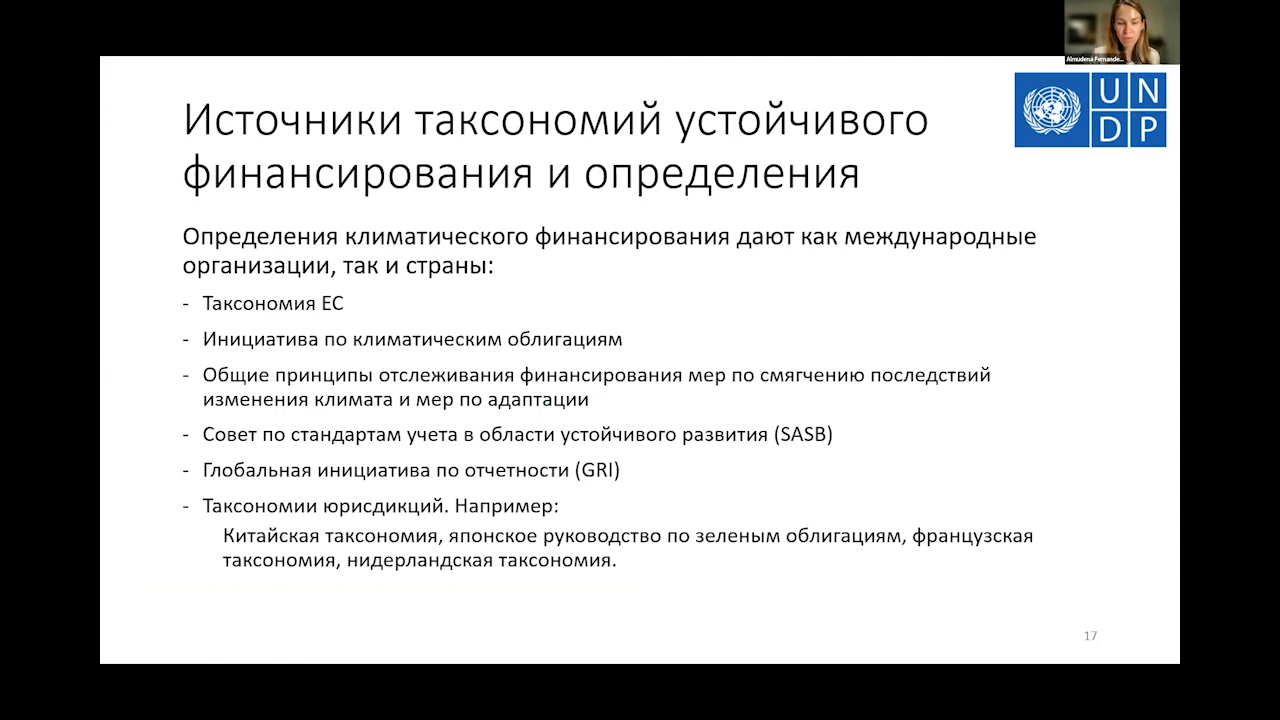 Almudena Fernande...
UN
DP
Источники таксономий устойчивого
финансирования и определения
Определения климатического финансирования дают как международные
организации, так и страны:
- Таксономия ЕС
- Инициатива по климатическим облигациям
- Общие принципы отслеживания финансирования мер по смягчению последствий
изменения климата и мер по адаптации
- Совет по стандартам учета в области устойчивого развития (SASB)
- Глобальная инициатива по отчетности (GRI)
- Таксономии юрисдикций. Например:
Китайская таксономия, японское руководство по зеленым облигациям, французская
таксономия, нидерландская таксономия.
17